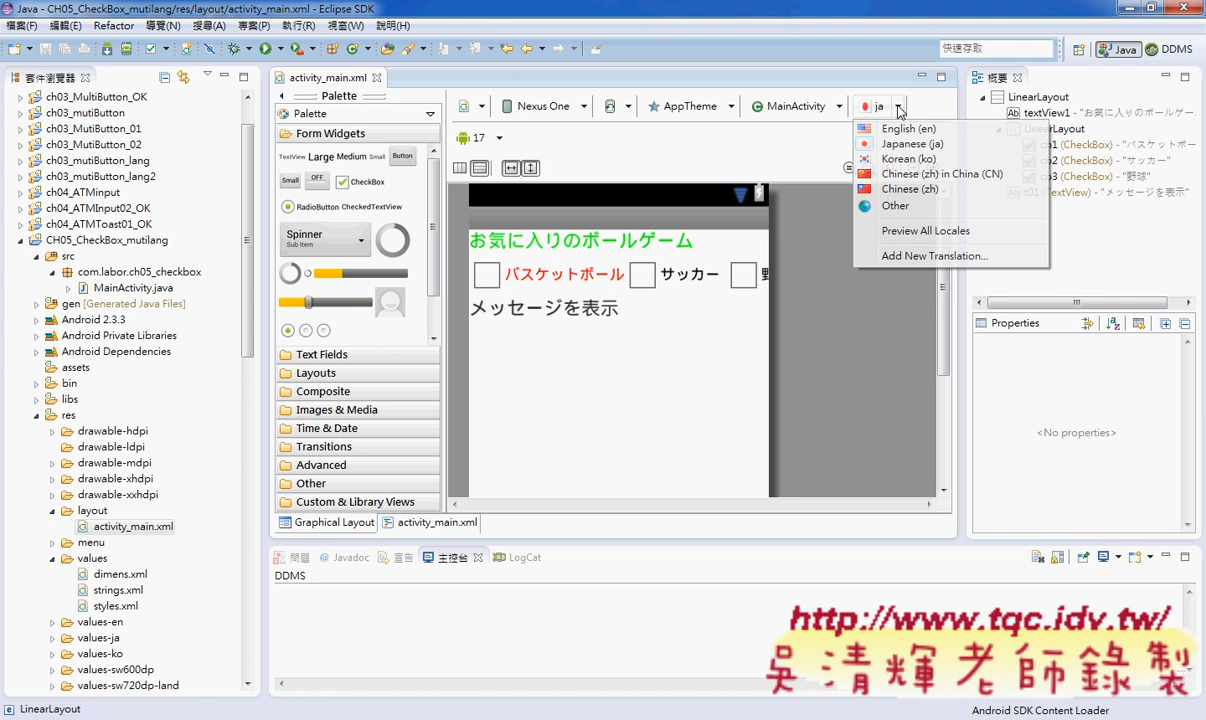 Java - CH05_CheckBox_mutilang/res/layout/activity_main.xml - Eclipse SDK
檔案(F) 編輯(E) Refactor 導覽(N) 搜尋(A) 專案(P) 執行(R) 視窗(W) 說明(H)
快速存取
Java
DDMS
套件瀏覽器
ch03_MultiButton_OK
ch03_mutiButton
ch03_MutiButton_01
ch03_MutiButton_02
ch03_mutiButton_lang
ch03_mutiButton_lang2
ch04_ATMinput
ch04_ATMInput02_OK
ch04_ATMToast01_OK
CH05_CheckBox_mutilang
src
com.labor.ch05_checkbox
MainActivity.java
gen [Generated Java Files]
Android 2.3.3
Android Private Libraries
Android Dependencies
assets
bin
libs
res
drawable-hdpi
drawable-ldpi
drawable-mdpi
drawable-xhdpi
drawable-xxhdpi
layout
activity_main.xml
menu
values
dimens.xml
strings.xml
styles.xml
values-en
values-ja
values-ko
values-sw600dp
values-sw720dp-land
LinearLayout
activity_main.xml
Palette
Palette
Form Widgets
TextView Large Medium Small Button
Small OFF CheckBox
RadioButton CheckedTextView
Spinner
Sub Item
Text Fields
Layouts
Composite
Images & Media
Time & Date
Transitions
Advanced
Other
Custom & Library Views
Graphical Layout
activity_main.xml
Nexus One
AppTheme
MainActivity
ja
17
English (en)
Japanese (ja)
Korean (ko)
Chinese (zh) in China (CN)
Chinese (zh)
Other
Preview All Locales
Add New Translation...
お気に入りのボールゲーム
バスケットボール サッカー 野
メッセージを表示
概要
LinearLayout
textView1 - "お気に入りのボールゲー
LinearLayout
cb1 (CheckBox) - "バスケットボー
cb2 (CheckBox) - "サッカー"
cb3 (CheckBox) - "野球"
t01 (TextView) - "メッセージを表示"
Properties
<No properties>
問題
@ Javadoc
宣告
主控台
LogCat
DDMS
http://www.tqc.idv.tw/
吳清輝老師錄製
Android SDK Content Loader